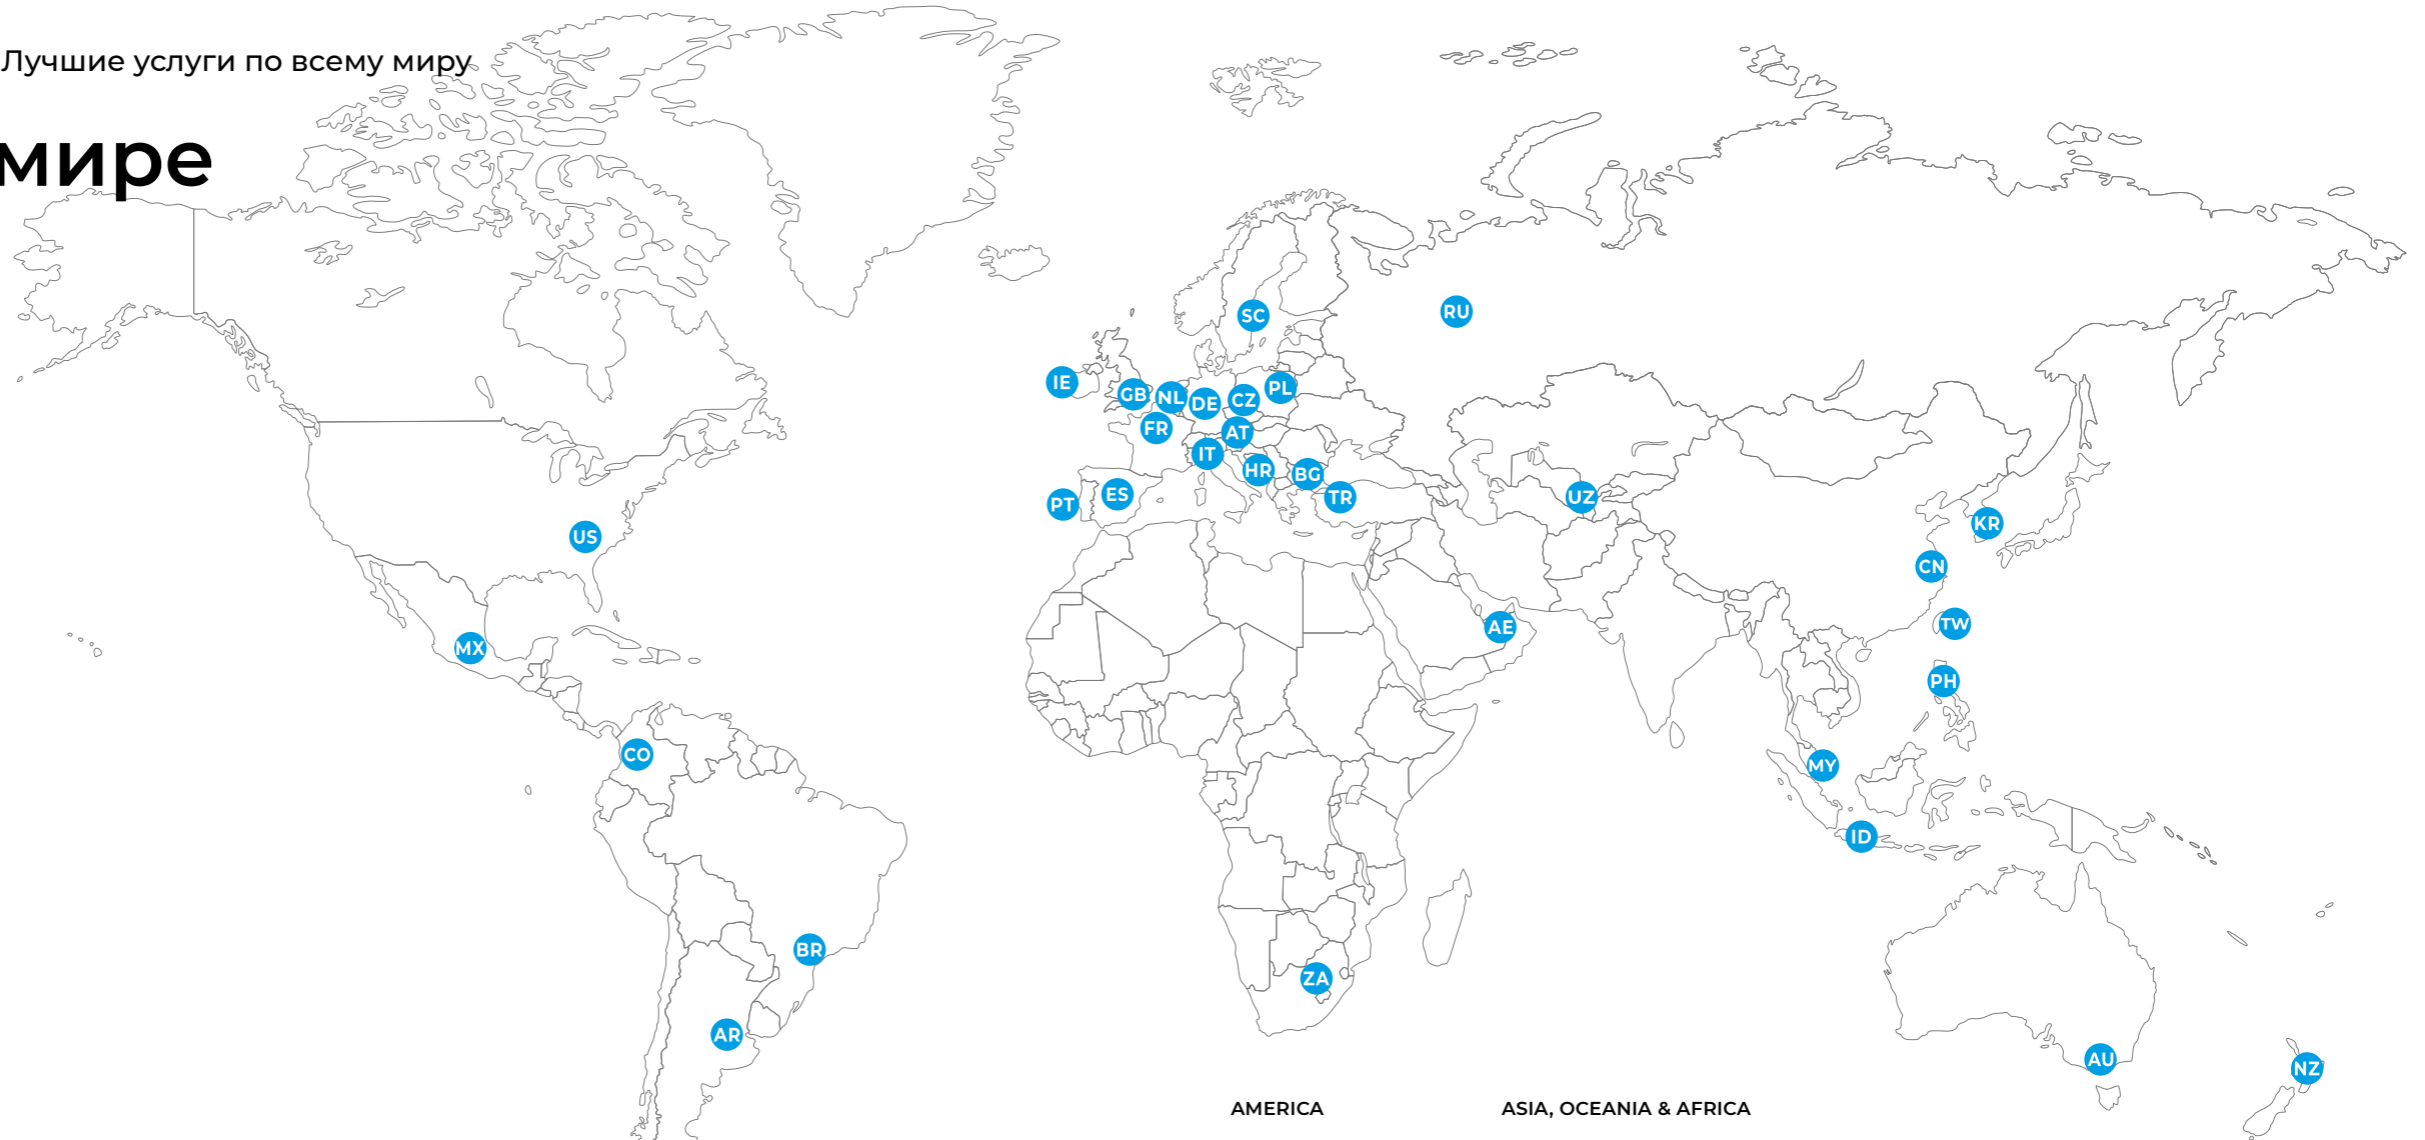 Лучшие услуги по всему миру
мире
SC
RU
IE
GB
NL
DE
CZ
PL
FR
AT
IT
HR
BG
PT
ES
TR
UZ
KR
US
CN
AE
TW
MX
PH
CO
MY
ID
BR
ZA
AR
AU
NZ
AMERICA
ASIA, OCEANIA & AFRICA